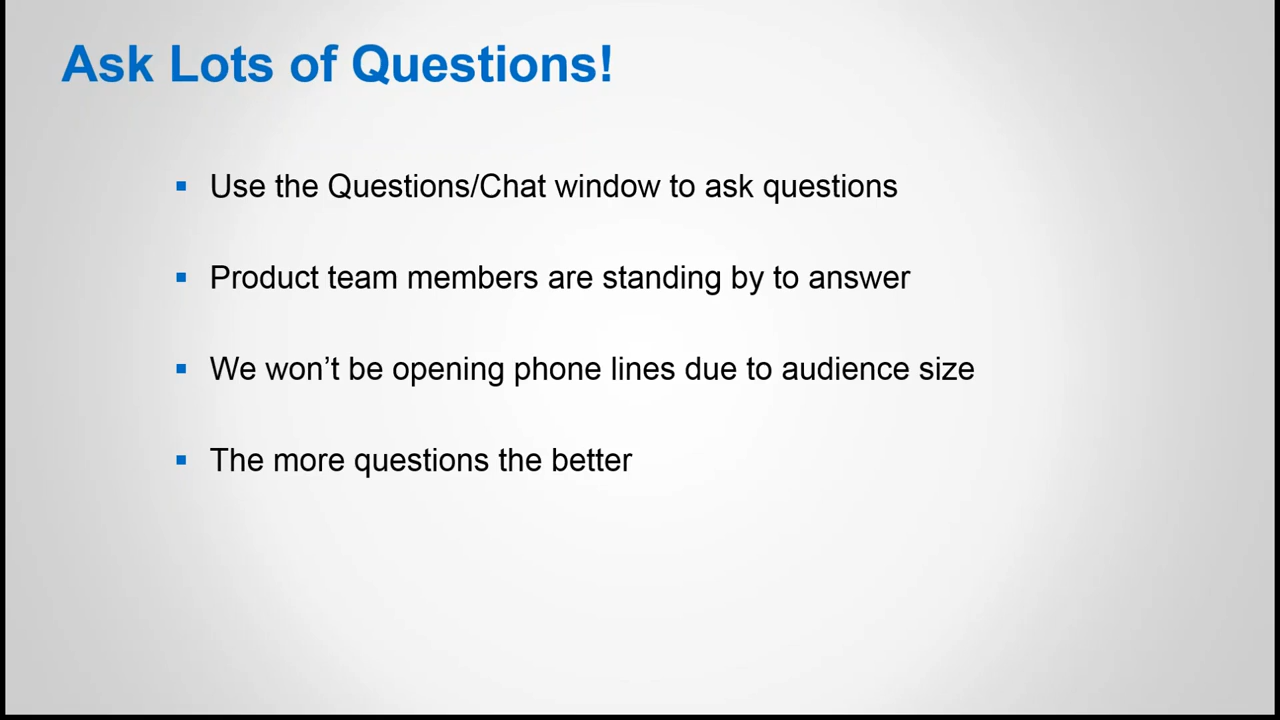 Ask Lots of Questions!
Use the Questions/Chat window to ask questions
Product team members are standing by to answer
We won’t be opening phone lines due to audience size
The more questions the better